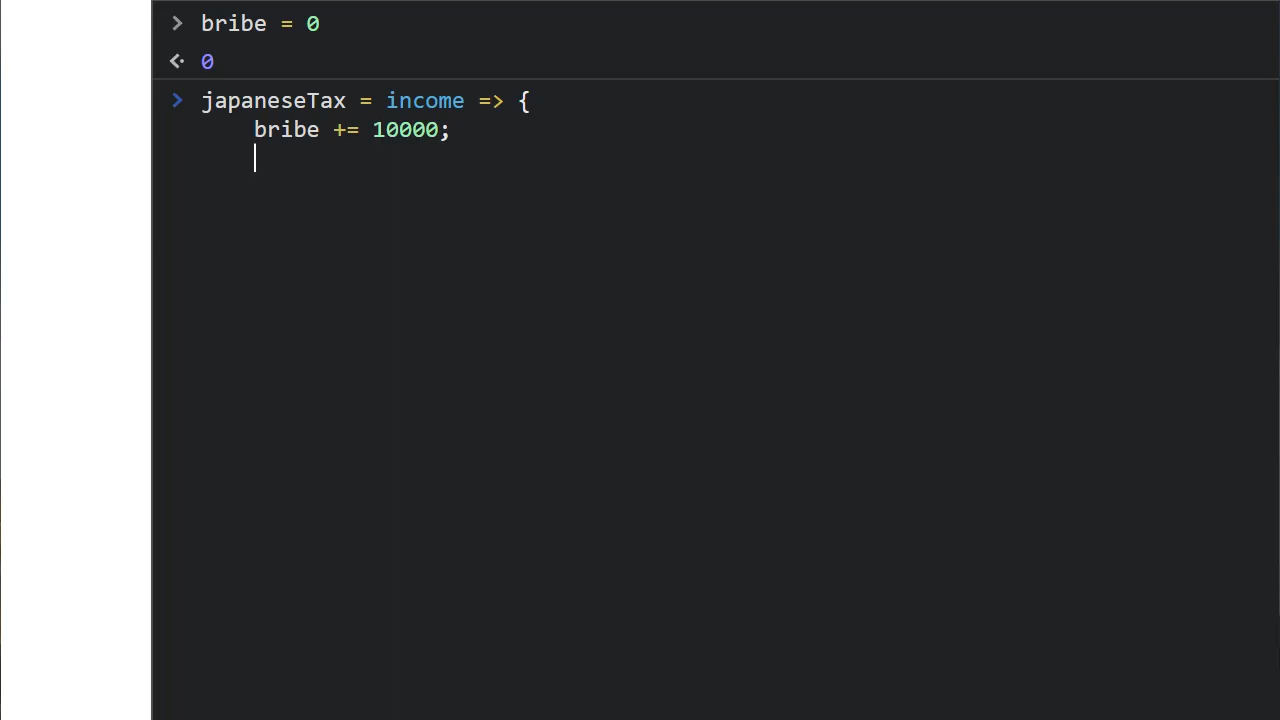 > bribe = 0
0
> japaneseTax = income => {
bribe += 10000;